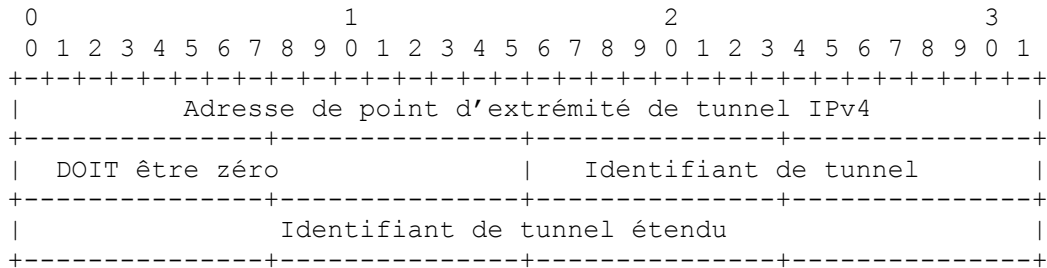 0                   1                   2                   3
0 1 2 3 4 5 6 7 8 9 0 1 2 3 4 5 6 7 8 9 0 1 2 3 4 5 6 7 8 9 0 1
+-+-+-+-+-+-+-+-+-+-+-+-+-+-+-+-+-+-+-+-+-+-+-+-+-+-+-+-+-+-+-+-+
|          Adresse de point d’extrémité de tunnel IPv4          |
+---------------+---------------+---------------+---------------+
|  DOIT être zéro               |   Identifiant de tunnel       |
+---------------+---------------+---------------+---------------+
|                Identifiant de tunnel étendu                   |
+---------------+---------------+---------------+---------------+